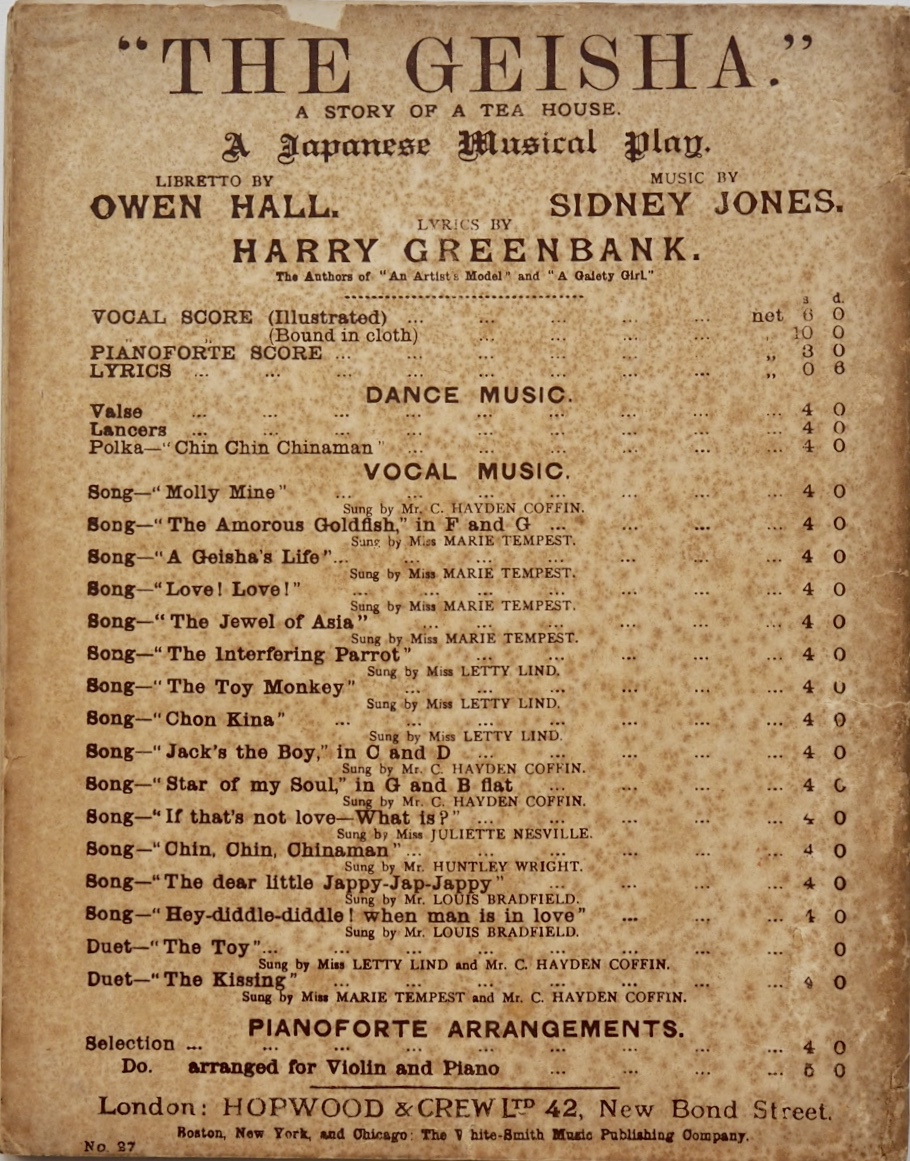 "THE GEISHA."
A STORY OF A TEA HOUSE.
A Japanese Musical Play.
LIBRETTO BY MUSIC BY
OWEN HALL. SIDNEY JONES.
LYRICS BY
HARRY GREENBANK.
The Authors of "An Artist's Model" and "A Gaiety Girl."
s. d.
VOCAL SCORE (Illustrated) ... ... ... ... net 6 0
„ „ (Bound in cloth) ... ... ... „ 10 0
PIANOFORTE SCORE ... ... ... ... ... „ 3 0
LYRICS ... ... ... ... ... ... ... ... „ 0 6
DANCE MUSIC.
Valse ... ... ... ... ... ... ... ... ... 4 0
Lancers ... ... ... ... ... ... ... ... ... 4 0
Polka—"Chin Chin Chinaman" ... ... ... ... ... 4 0
VOCAL MUSIC.
Song—"Molly Mine" ... ... ... ... ... ... ... 4 0
Sung by Mr. C. HAYDEN COFFIN.
Song—"The Amorous Goldfish," in F and G ... ... ... ... 4 0
Sung by Miss MARIE TEMPEST.
Song—"A Geisha's Life"... ... ... ... ... ... ... 4 0
Sung by Miss MARIE TEMPEST.
Song—"Love! Love!" ... ... ... ... ... ... ... 4 0
Sung by Miss MARIE TEMPEST.
Song—"The Jewel of Asia" ... ... ... ... ... ... 4 0
Sung by Miss MARIE TEMPEST.
Song—"The Interfering Parrot" ... ... ... ... ... 4 0
Sung by Miss LETTY LIND.
Song—"The Toy Monkey" ... ... ... ... ... ... 4 0
Sung by Miss LETTY LIND.
Song—"Chon Kina" ... ... ... ... ... ... ... 4 0
Sung by Miss LETTY LIND.
Song—"Jack's the Boy," in C and D ... ... ... ... ... 4 0
Sung by Mr. C. HAYDEN COFFIN.
Song—"Star of my Soul," in G and B flat ... ... ... ... 4 0
Sung by Mr. C. HAYDEN COFFIN.
Song—"If that's not love—What is?" ... ... ... ... ... 4 0
Sung by Miss JULIETTE NESVILLE.
Song—"Chin, Chin, Chinaman" ... ... ... ... ... ... 4 0
Sung by Mr. HUNTLEY WRIGHT.
Song—"The dear little Jappy-Jap-Jappy" ... ... ... ... 4 0
Sung by Mr. LOUIS BRADFIELD.
Song—"Hey-diddle-diddle! when man is in love" ... ... ... 4 0
Sung by Mr. LOUIS BRADFIELD.
Duet—"The Toy"... ... ... ... ... ... ... ... 0
Sung by Miss LETTY LIND and Mr. C. HAYDEN COFFIN.
Duet—"The Kissing" ... ... ... ... ... ... ... 0
Sung by Miss MARIE TEMPEST and Mr. C. HAYDEN COFFIN.
PIANOFORTE ARRANGEMENTS.
Selection ... ... ... ... ... ... ... ... ... 4 0
Do. arranged for Violin and Piano ... ... ... ... 0
London: HOPWOOD & CREW LTD 42, New Bond Street.
Boston, New York, and Chicago: The White-Smith Music Publishing Company.
No. 27